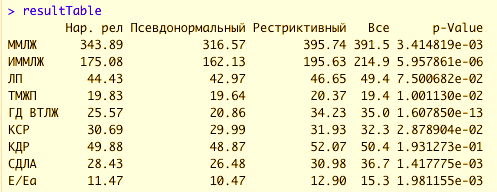 > resultTable
Нар. рел Псевдонормальный Рестриктивный Все p-Value
ММЛЖ 343.89 316.57 395.74 391.5 3.414819e-03
ИММЛЖ 175.08 162.13 195.63 214.9 5.957861e-06
ЛП 44.43 42.97 46.65 49.4 7.500682e-02
ТМЖП 19.83 19.64 20.37 19.4 1.001130e-02
ГД ВТЛЖ 25.57 20.86 34.23 35.0 1.607850e-13
КСР 30.69 29.99 31.93 32.3 2.878904e-02
КДР 49.88 48.87 52.07 50.4 1.931273e-01
СДЛА 28.43 26.48 30.98 36.7 1.417775e-03
E/Ea 11.47 10.47 12.90 15.3 1.981155e-03